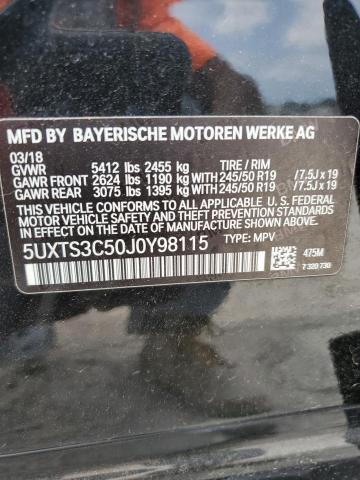 MFD BY BAYERISCHE MOTOREN WERKE AG
03/18
GVWR 5412 lbs 2455 kg TIRE / RIM
GAWR FRONT 2624 lbs 1190 kg WITH 245/50 R19 /7.5J x 19
GAWR REAR 3075 lbs 1395 kg WITH 245/50 R19 /7.5J x 19
THIS VEHICLE CONFORMS TO ALL APPLICABLE U.S. FEDERAL
MOTOR VEHICLE SAFETY STANDARDS IN
EFFECT ON THE DATE OF MANUFACTURE SHOWN ABOVE.
5UXTS3C50J0Y98115 TYPE: MPV 475M
7 320 730